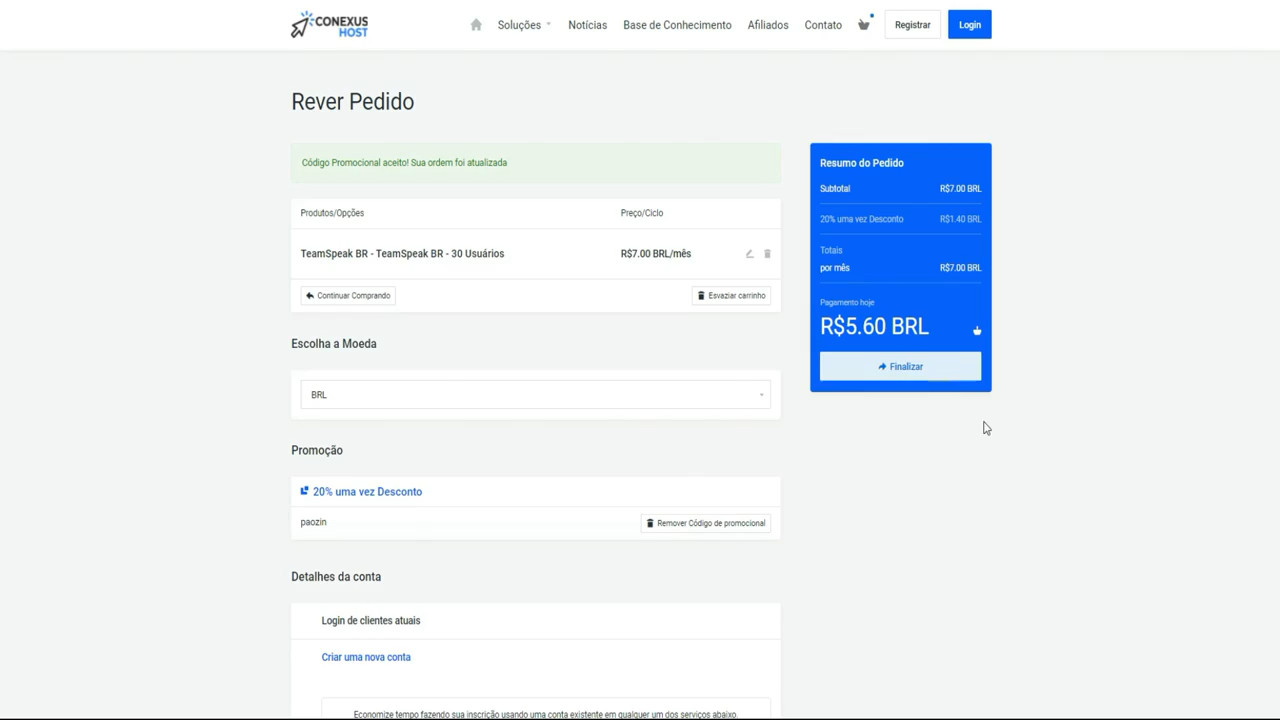 CONEXUS
HOST
Soluções
Notícias
Base de Conhecimento
Afiliados
Contato
Registrar
Login
Rever Pedido
Código Promocional aceito! Sua ordem foi atualizada
Produtos/Opções
Preço/Ciclo
TeamSpeak BR - TeamSpeak BR - 30 Usuários
R$7.00 BRL/mês
Continuar Comprando
Esvaziar carrinho
Escolha a Moeda
BRL
Promoção
20% uma vez Desconto
paozin
Remover Código de promocional
Detalhes da conta
Login de clientes atuais
Criar uma nova conta
Economize tempo fazendo sua inscrição usando uma conta existente em qualquer um dos serviços abaixo.
Resumo do Pedido
Subtotal R$7.00 BRL
20% uma vez Desconto R$1.40 BRL
Totais
por mês R$7.00 BRL
Pagamento hoje
R$5.60 BRL
Finalizar